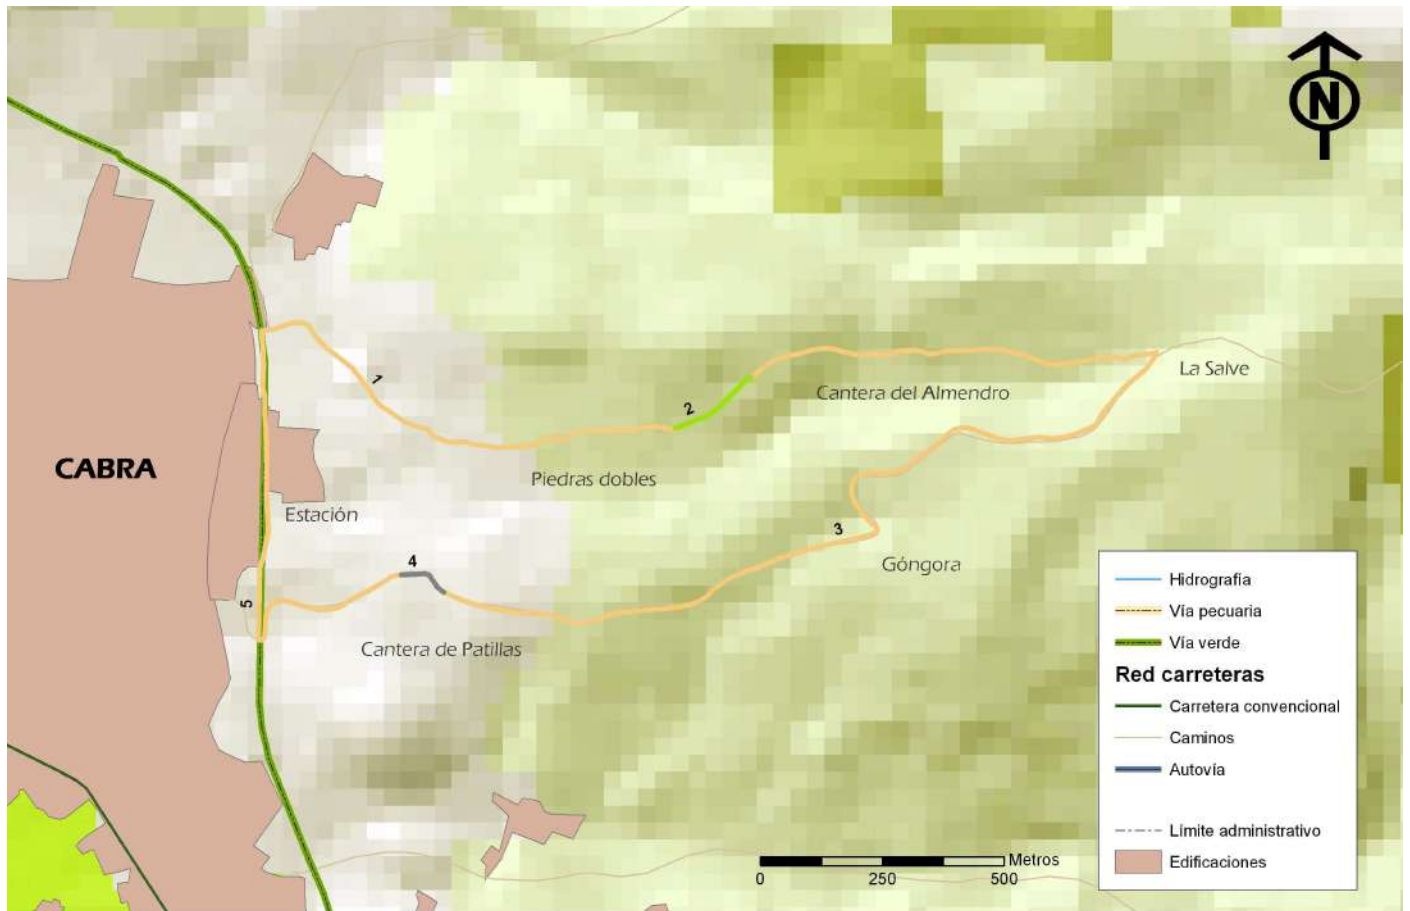 N
1
2
La Salve
Cantera del Almendro
CABRA
Piedras dobles
Estación
3
4
Góngora
5
Cantera de Patillas
Hidrografía
Vía pecuaria
Vía verde
Red carreteras
Carretera convencional
Caminos
Autovía
Límite administrativo
Edificaciones
Metros
0 250 500